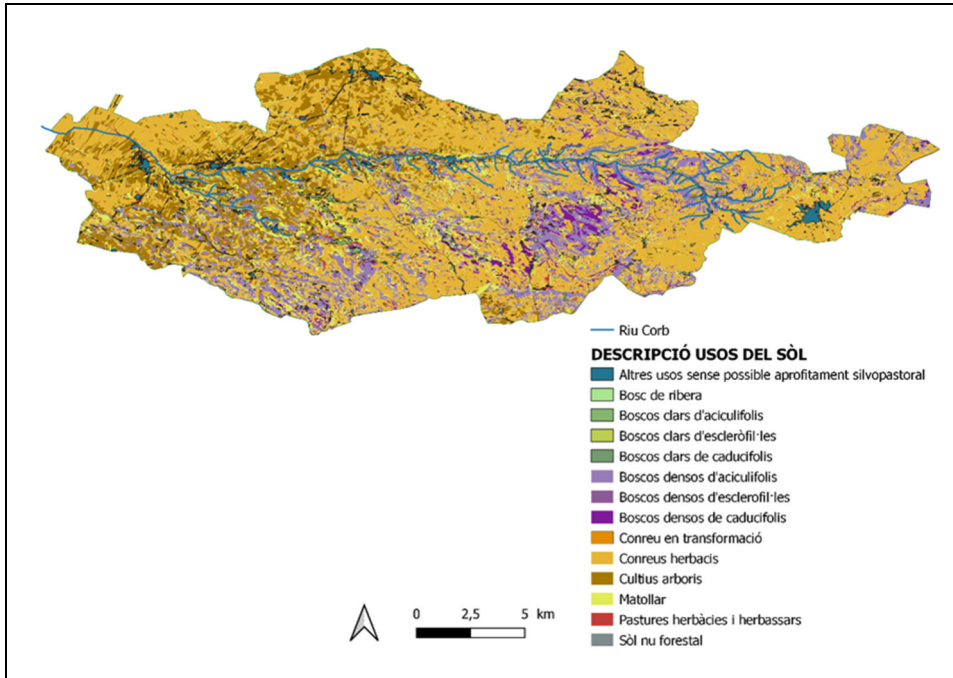 Riu Corb
DESCRIPCIÓ USOS DEL SÒL
Altres usos sense possible aprofitament silvopastoral
Bosc de ribera
Boscos clars d'aciculifolis
Boscos clars d'escleròfil·les
Boscos clars de caducifolis
Boscos densos d'aciculifolis
Boscos densos d'esclerofil·les
Boscos densos de caducifolis
Conreu en transformació
Conreus herbacis
Cultius arboris
Matollar
Pastures herbàcies i herbassars
Sòl nu forestal
0 2,5 5 km